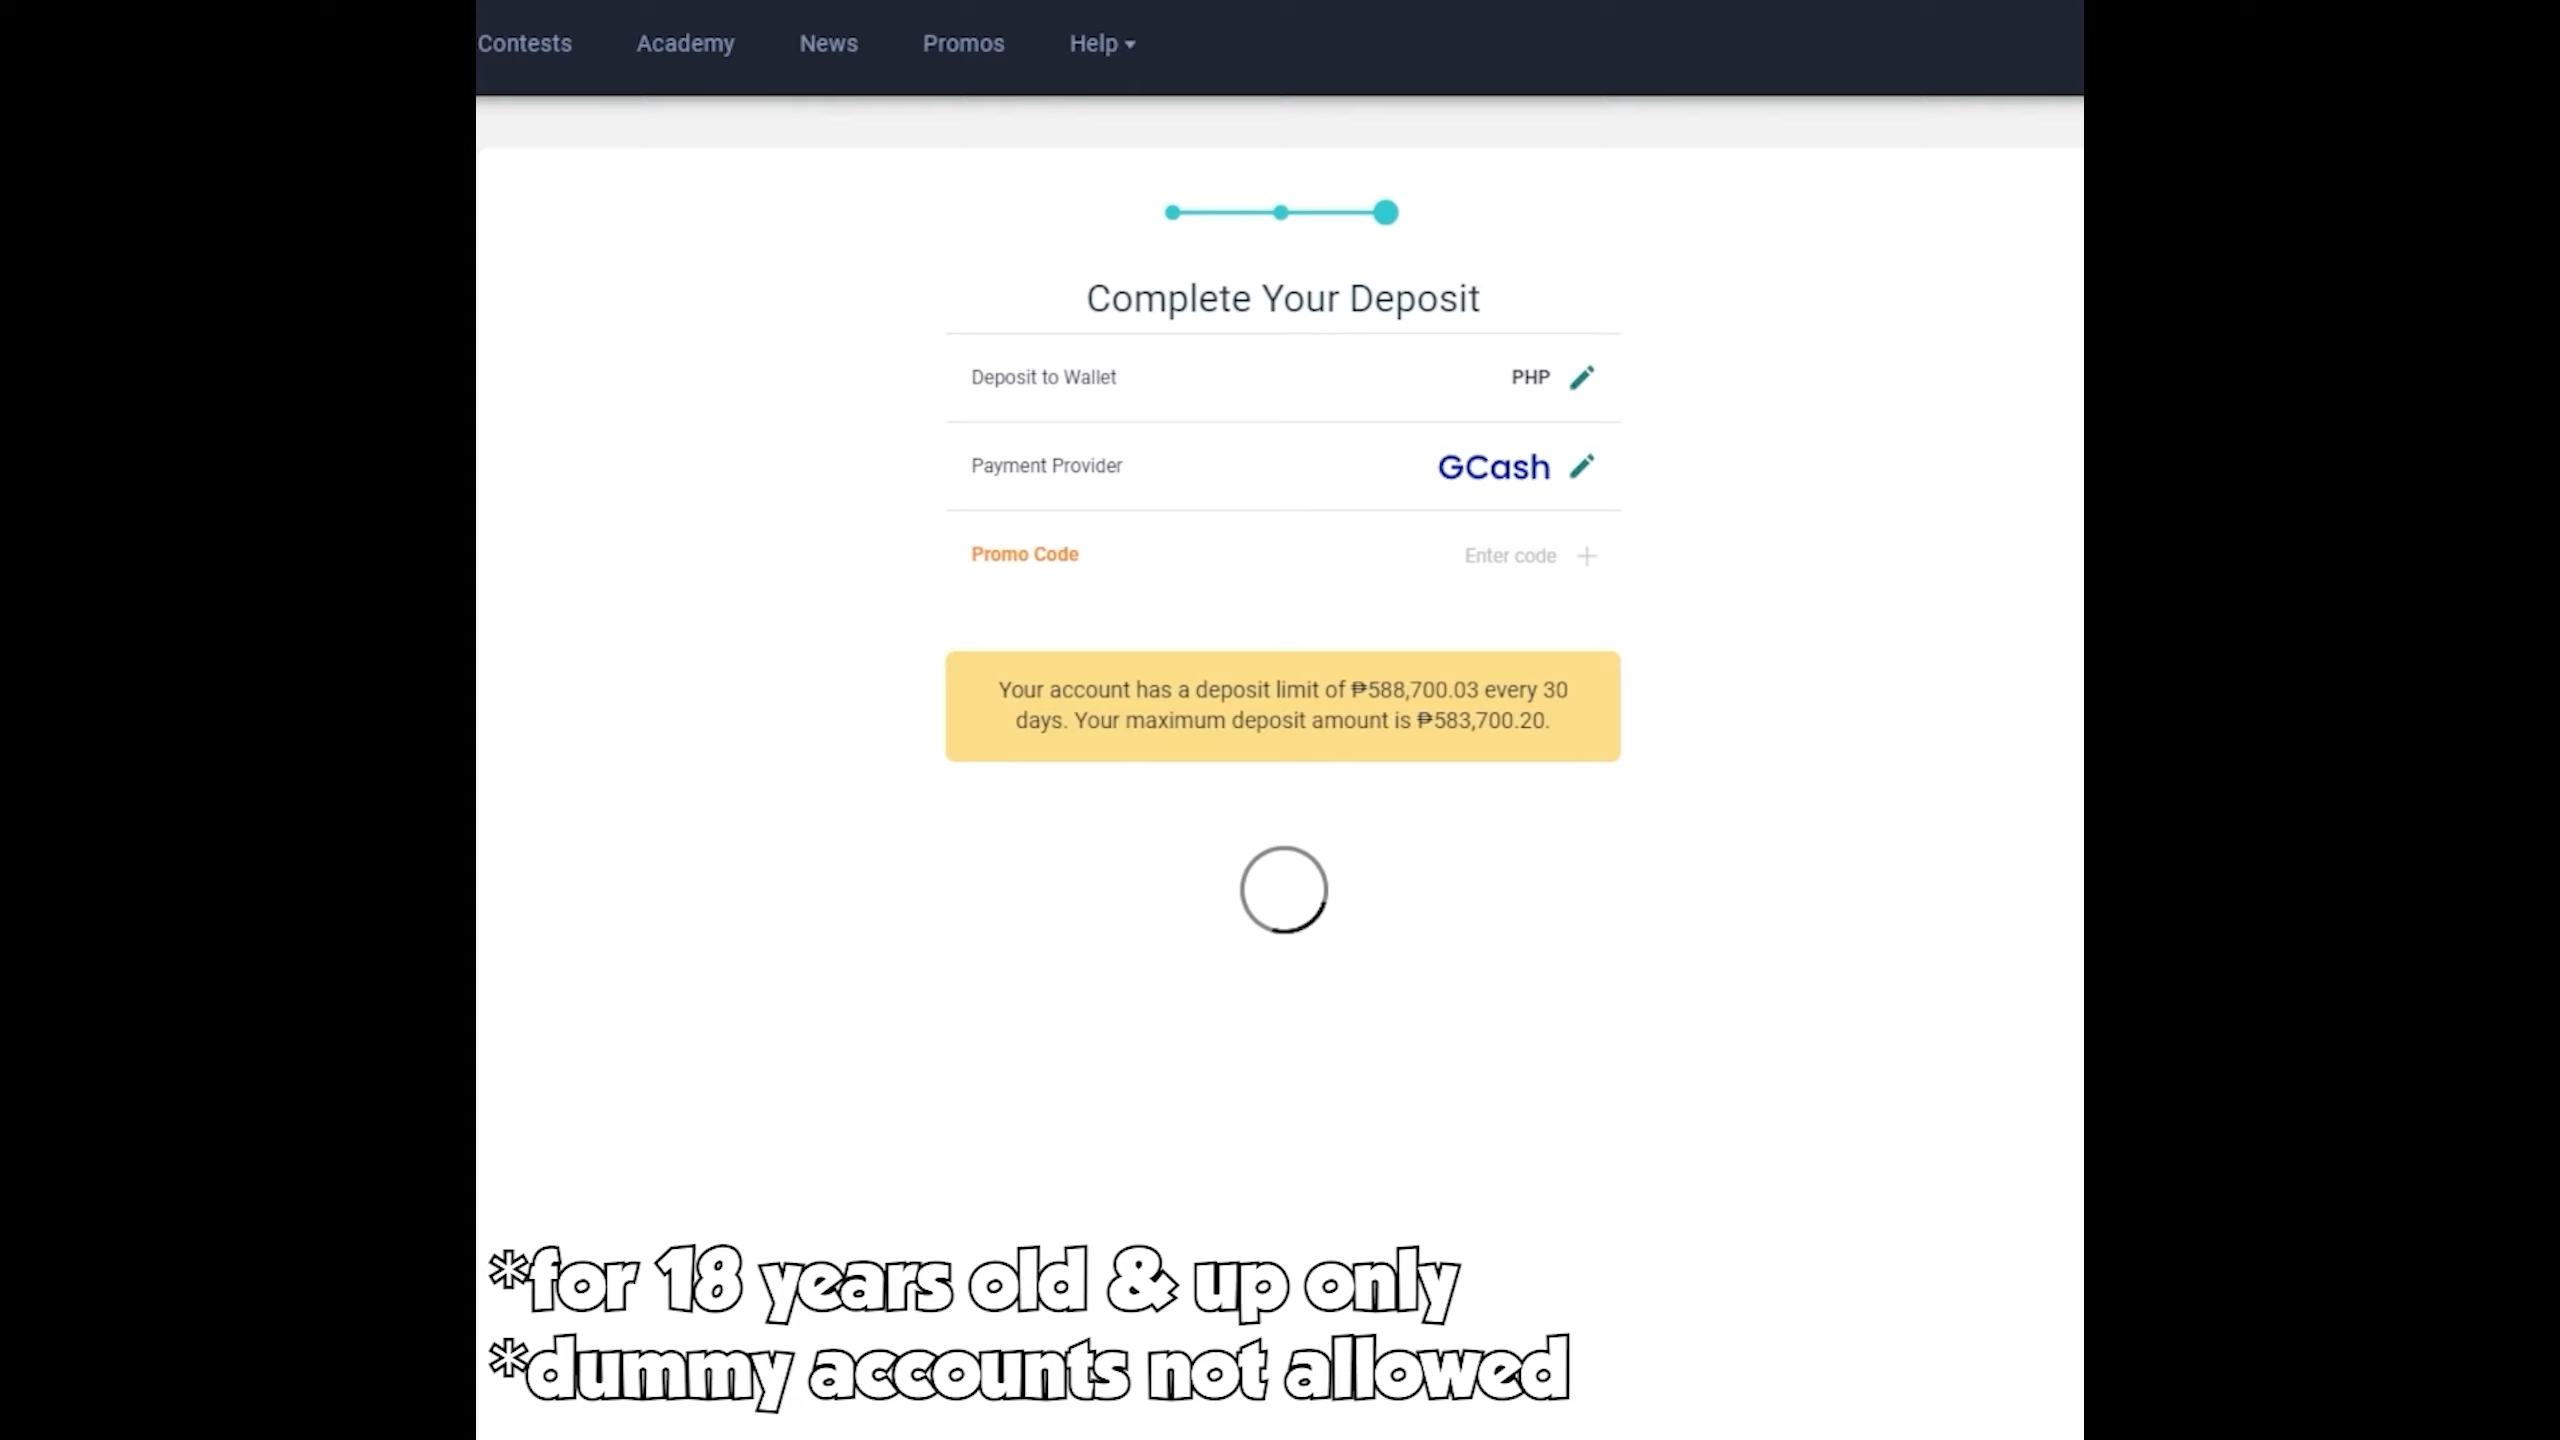 Contests Academy News Promos Help
Complete Your Deposit
Deposit to Wallet PHP
Payment Provider GCash
Promo Code Enter code
Your account has a deposit limit of ₱588,700.03 every 30
days. Your maximum deposit amount is ₱583,700.20.
*for 18 years old & up only
*dummy accounts not allowed